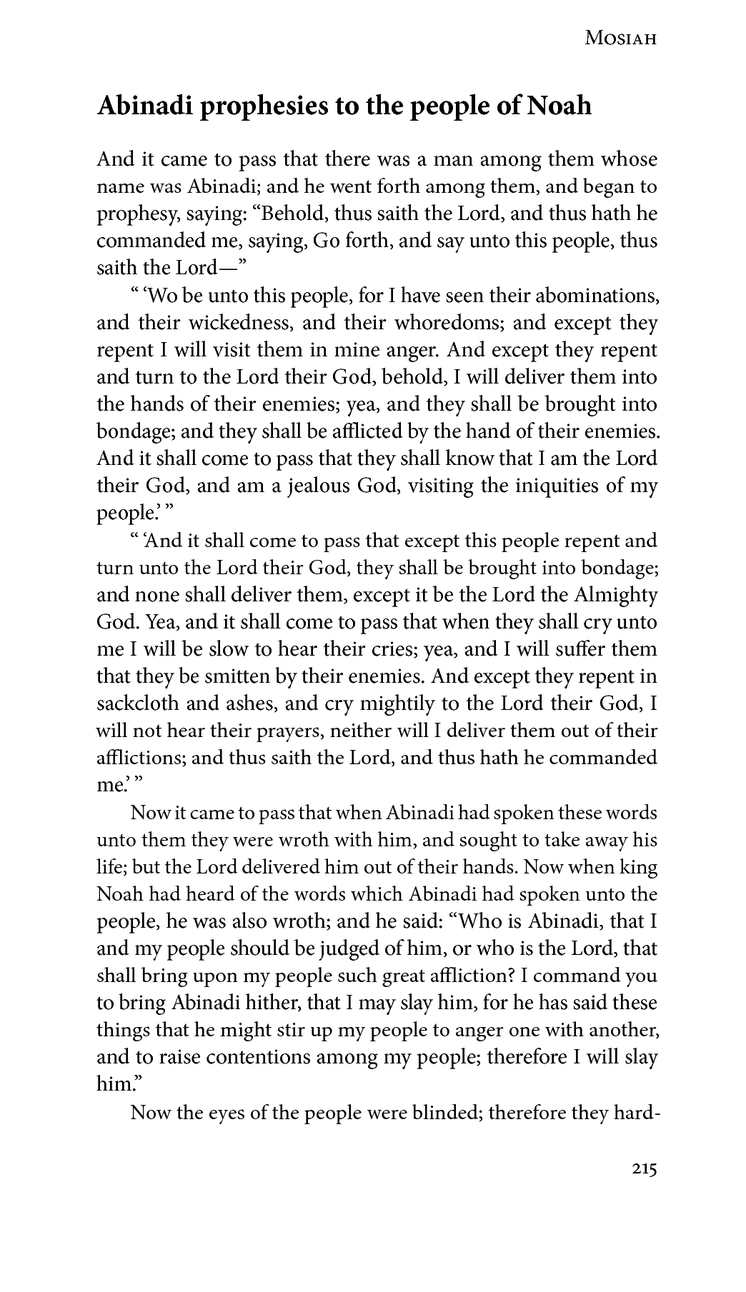 Mosiah
Abinadi prophesies to the people of Noah
And it came to pass that there was a man among them whose
name was Abinadi; and he went forth among them, and began to
prophesy, saying: “Behold, thus saith the Lord, and thus hath he
commanded me, saying, Go forth, and say unto this people, thus
saith the Lord—”
“ ‘Wo be unto this people, for I have seen their abominations,
and their wickedness, and their whoredoms; and except they
repent I will visit them in mine anger. And except they repent
and turn to the Lord their God, behold, I will deliver them into
the hands of their enemies; yea, and they shall be brought into
bondage; and they shall be afflicted by the hand of their enemies.
And it shall come to pass that they shall know that I am the Lord
their God, and am a jealous God, visiting the iniquities of my
people.’ ”
“ ‘And it shall come to pass that except this people repent and
turn unto the Lord their God, they shall be brought into bondage;
and none shall deliver them, except it be the Lord the Almighty
God. Yea, and it shall come to pass that when they shall cry unto
me I will be slow to hear their cries; yea, and I will suffer them
that they be smitten by their enemies. And except they repent in
sackcloth and ashes, and cry mightily to the Lord their God, I
will not hear their prayers, neither will I deliver them out of their
afflictions; and thus saith the Lord, and thus hath he commanded
me.’ ”
Now it came to pass that when Abinadi had spoken these words
unto them they were wroth with him, and sought to take away his
life; but the Lord delivered him out of their hands. Now when king
Noah had heard of the words which Abinadi had spoken unto the
people, he was also wroth; and he said: “Who is Abinadi, that I
and my people should be judged of him, or who is the Lord, that
shall bring upon my people such great affliction? I command you
to bring Abinadi hither, that I may slay him, for he has said these
things that he might stir up my people to anger one with another,
and to raise contentions among my people; therefore I will slay
him.”
Now the eyes of the people were blinded; therefore they hard-
215